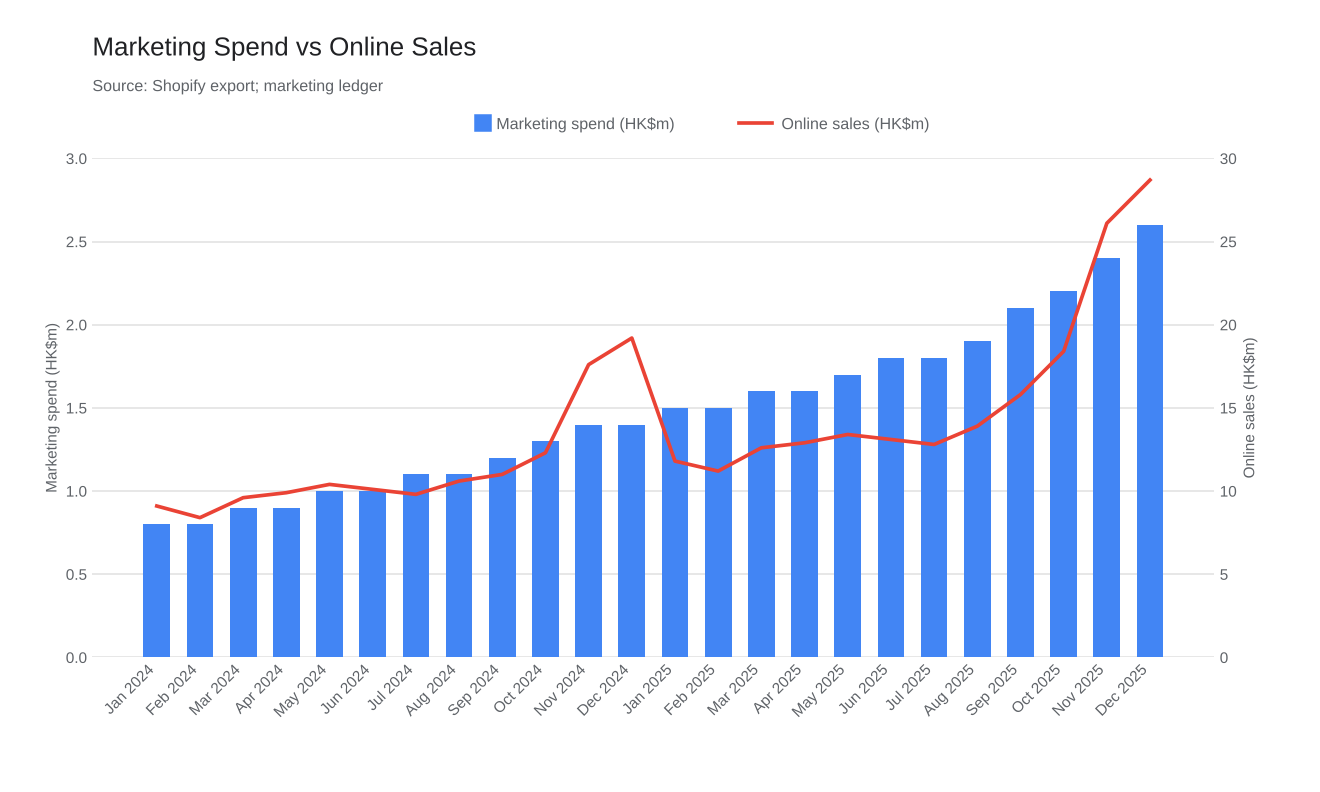 Marketing Spend vs Online Sales
Source: Shopify export; marketing ledger
Marketing spend (HK$m)
Online sales (HK$m)
3.0
2.5
2.0
1.5
1.0
0.5
0.0
Marketing spend (HK$m)
30
25
20
15
10
5
0
Online sales (HK$m)
Jan 2024
Feb 2024
Mar 2024
Apr 2024
May 2024
Jun 2024
Jul 2024
Aug 2024
Sep 2024
Oct 2024
Nov 2024
Dec 2024
Jan 2025
Feb 2025
Mar 2025
Apr 2025
May 2025
Jun 2025
Jul 2025
Aug 2025
Sep 2025
Oct 2025
Nov 2025
Dec 2025